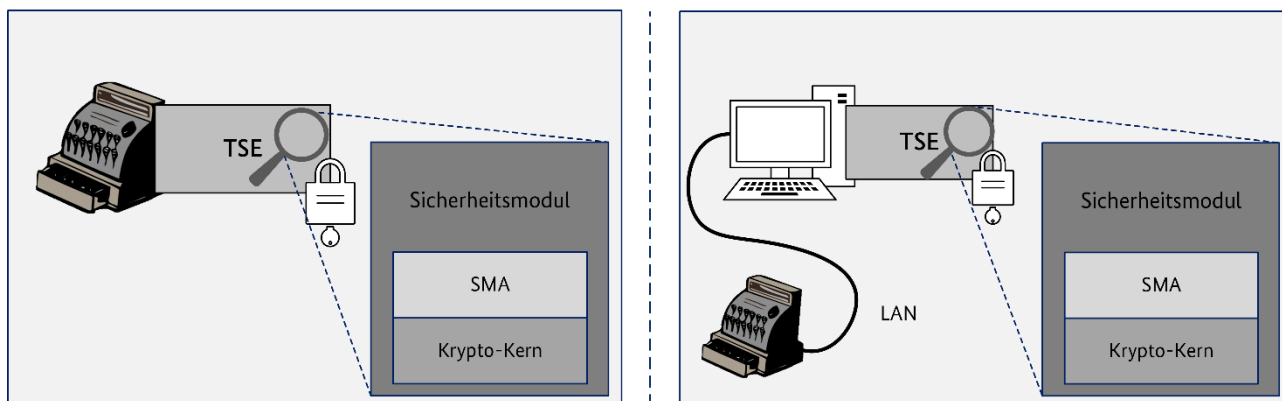 TSE
Sicherheitsmodul
SMA
Krypto-Kern
TSE
Sicherheitsmodul
SMA
LAN
Krypto-Kern